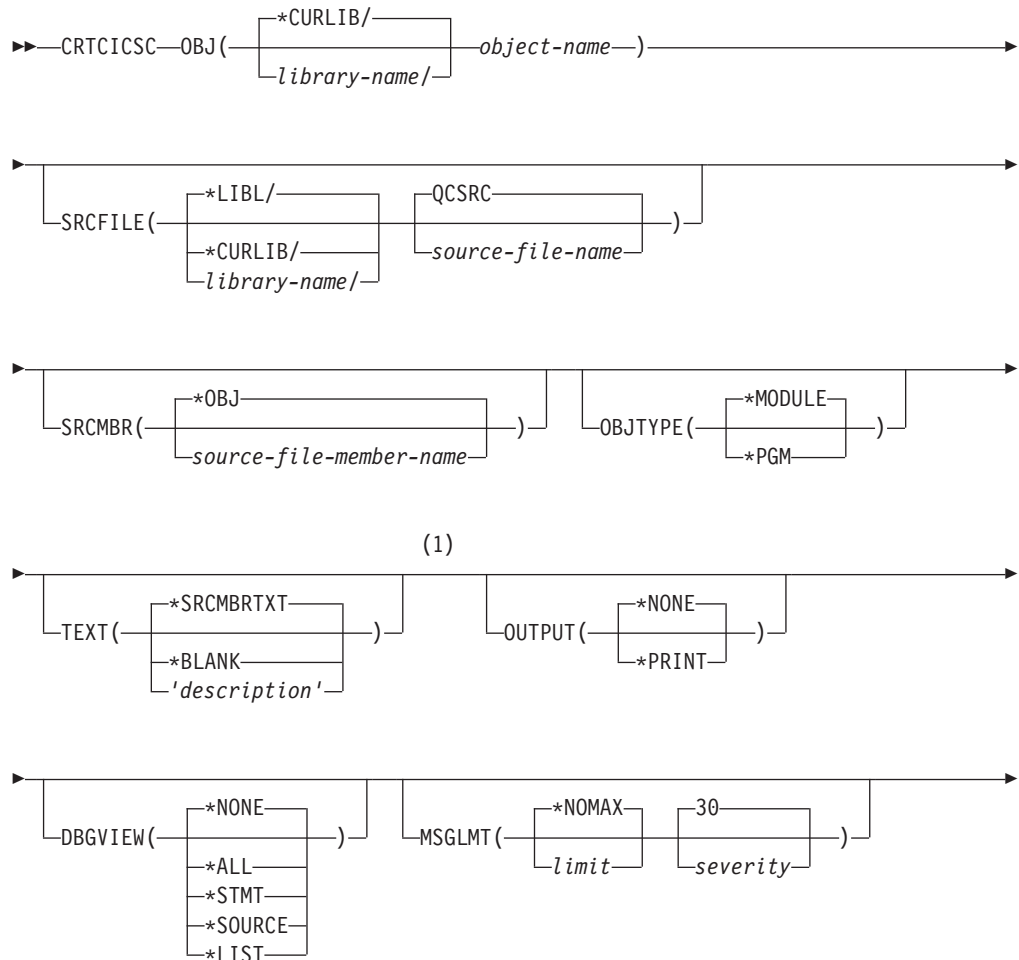 *CURLIB/
CRTCICSC OBJ( object-name )
library-name/
*LIBL/ QCSRC
SRCFILE( )
*CURLIB/ source-file-name
library-name/
*OBJ *MODULE
SRCMBR( ) OBJTYPE( )
source-file-member-name *PGM
(1)
*SRCMBRTXT *NONE
TEXT( ) OUTPUT( )
*BLANK *PRINT
'description'
*NONE *NOMAX 30
DBGVIEW( ) MSGLMT( )
*ALL limit severity
*STMT
*SOURCE
*LIST